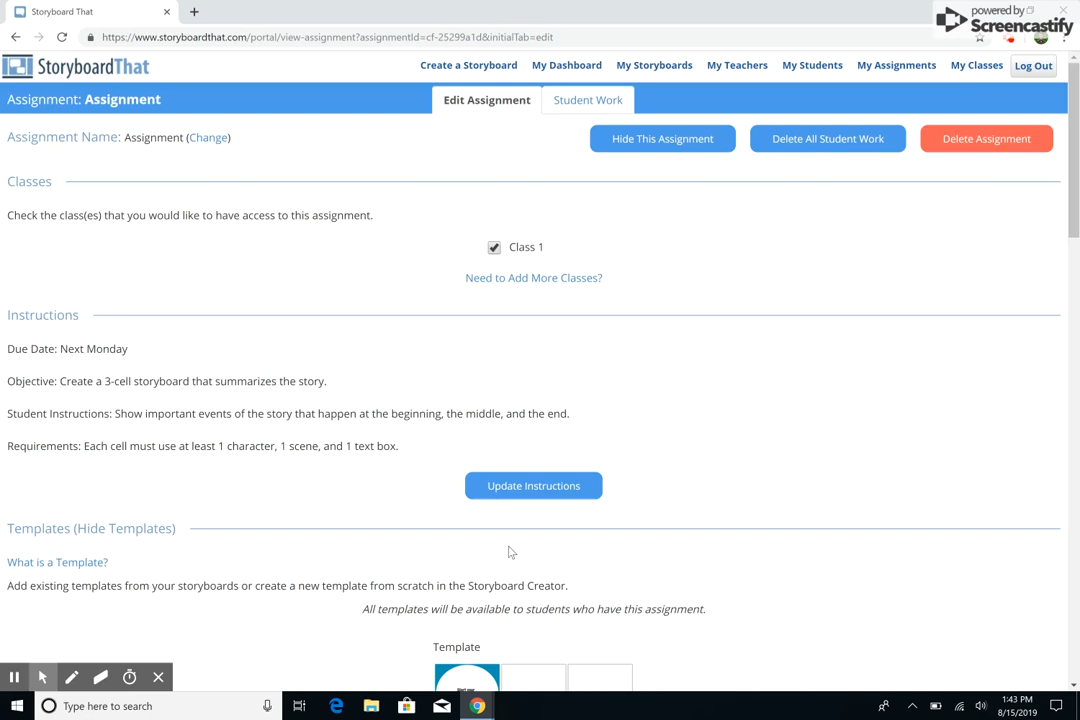 Storyboard That
powered by
Screencastify
https://www.storyboardthat.com/portal/view-assignment?assignmentId=cf-25299a1d&initialTab=edit
StoryboardThat
Create a Storyboard My Dashboard My Storyboards My Teachers My Students My Assignments My Classes Log Out
Assignment: Assignment Edit Assignment Student Work
Assignment Name: Assignment (Change) Hide This Assignment Delete All Student Work Delete Assignment
Classes
Check the class(es) that you would like to have access to this assignment.
Class 1
Need to Add More Classes?
Instructions
Due Date: Next Monday
Objective: Create a 3-cell storyboard that summarizes the story.
Student Instructions: Show important events of the story that happen at the beginning, the middle, and the end.
Requirements: Each cell must use at least 1 character, 1 scene, and 1 text box.
Update Instructions
Templates (Hide Templates)
What is a Template?
Add existing templates from your storyboards or create a new template from scratch in the Storyboard Creator.
All templates will be available to students who have this assignment.
Template
Start your
Type here to search
1:43 PM
8/15/2019